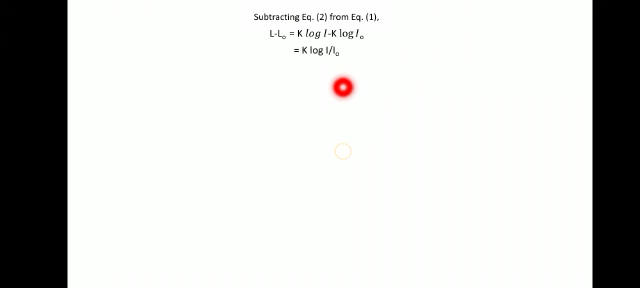 Subtracting Eq. (2) from Eq. (1),
L-Lₒ = K log I-K log Iₒ
= K log I/Iₒ